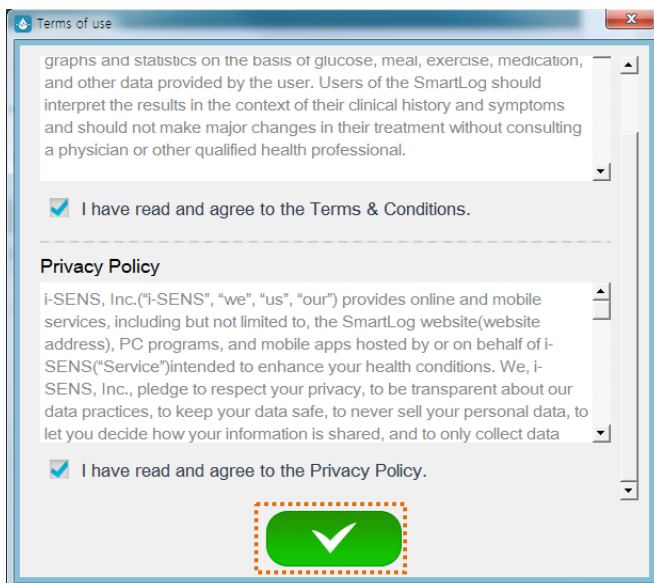 Terms of use
graphs and statistics on the basis of glucose, meal, exercise, medication,
and other data provided by the user. Users of the SmartLog should
interpret the results in the context of their clinical history and symptoms
and should not make major changes in their treatment without consulting
a physician or other qualified health professional.
I have read and agree to the Terms & Conditions.
Privacy Policy
i-SENS, Inc.(“i-SENS”, “we”, “us”, “our”) provides online and mobile
services, including but not limited to, the SmartLog website(website
address), PC programs, and mobile apps hosted by or on behalf of i-
SENS(“Service”)intended to enhance your health conditions. We, i-
SENS, Inc., pledge to respect your privacy, to be transparent about our
data practices, to keep your data safe, to never sell your personal data, to
let you decide how your information is shared, and to only collect data
I have read and agree to the Privacy Policy.